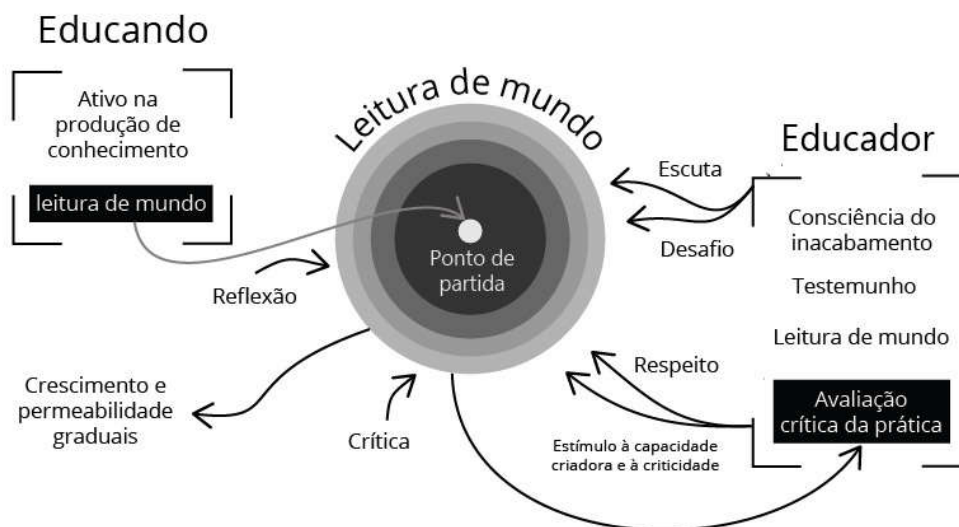 Educando
Ativo na
produção de
conhecimento
leitura de mundo
Leitura de mundo
Ponto de
partida
Reflexão
Crescimento e
permeabilidade
graduais
Crítica
Escuta
Desafio
Respeito
Estímulo à capacidade
criadora e à criticidade
Educador
Consciência do
inacabamento
Testemunho
Leitura de mundo
Avaliação
crítica da prática